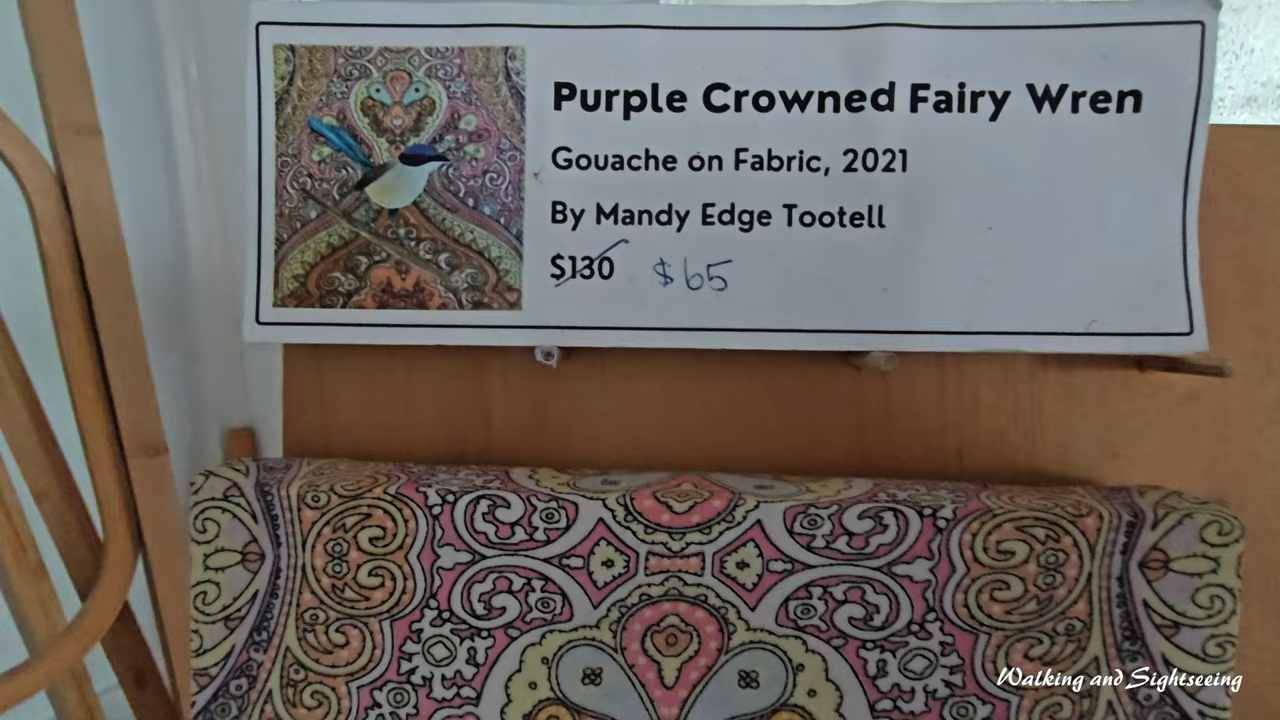 Purple Crowned Fairy Wren
Gouache on Fabric, 2021
By Mandy Edge Tootell
$130 $65
Walking and Sightseeing